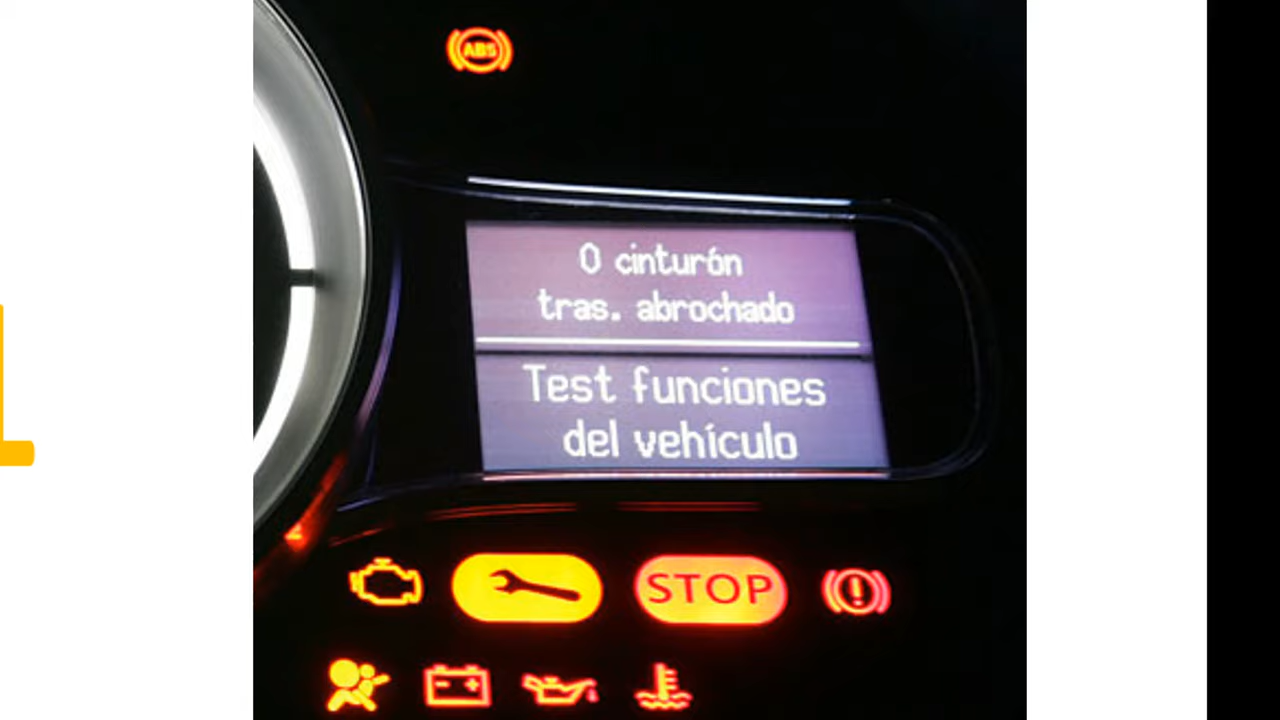 ABS
0 cinturón
tras. abrochado
Test funciones
del vehículo
STOP